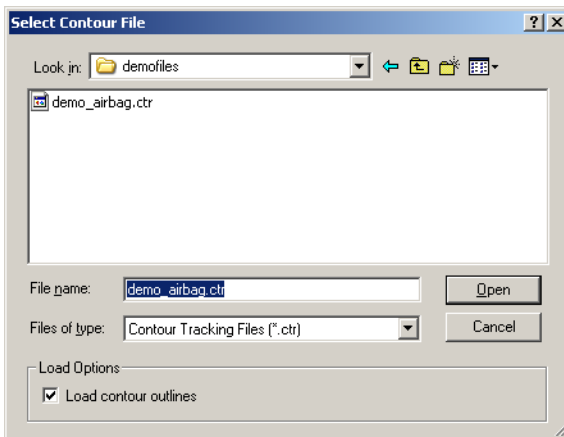 Select Contour File
Look in: demofiles
demo_airbag.ctr
File name: demo_airbag.ctr Open
Files of type: Contour Tracking Files (*.ctr) Cancel
Load Options
Load contour outlines